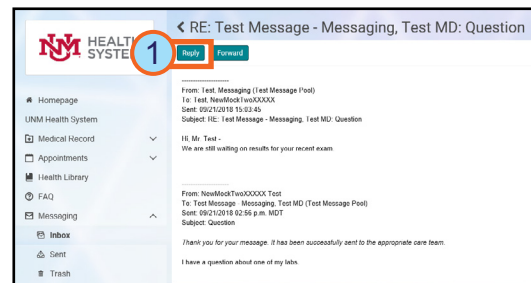 NM HEALTH
SYSTEM
1
< RE: Test Message - Messaging, Test MD: Question
Reply
Forward
--------------------
From: Test, Messaging (Test Message Pool)
To: Test, NewMockTwoXXXXX
Sent: 09/21/2018 15:03:45
Subject: RE: Test Message - Messaging, Test MD: Question
Hi, Mr. Test -
We are still waiting on results for your recent exam.
--------------------
From: NewMockTwoXXXXX Test
To: Test Message - Messaging, Test MD (Test Message Pool)
Sent: 09/21/2018 02:56 p.m. MDT
Subject: Question
Thank you for your message. It has been successfully sent to the appropriate care team.
I have a question about one of my labs.
Homepage
UNM Health System
Medical Record
Appointments
Health Library
FAQ
Messaging
Inbox
Sent
Trash